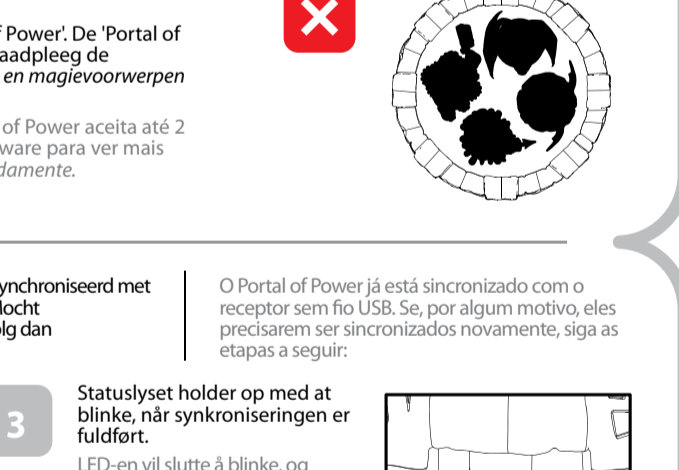 Power'. De 'Portal of
aadpleeg de
en magievoorwerpen
of Power aceita até 2
ware para ver mais
damente.
ynchroniseerd met
Mocht
lg dan
O Portal of Power já está sincronizado com o
receptor sem fio USB. Se, por algum motivo, eles
precisarem ser sincronizados novamente, siga as
etapas a seguir:
3
Statuslyset holder op med at
blinke, når synkroniseringen er
fuldført.
LED-en vil slutte å blinke, og